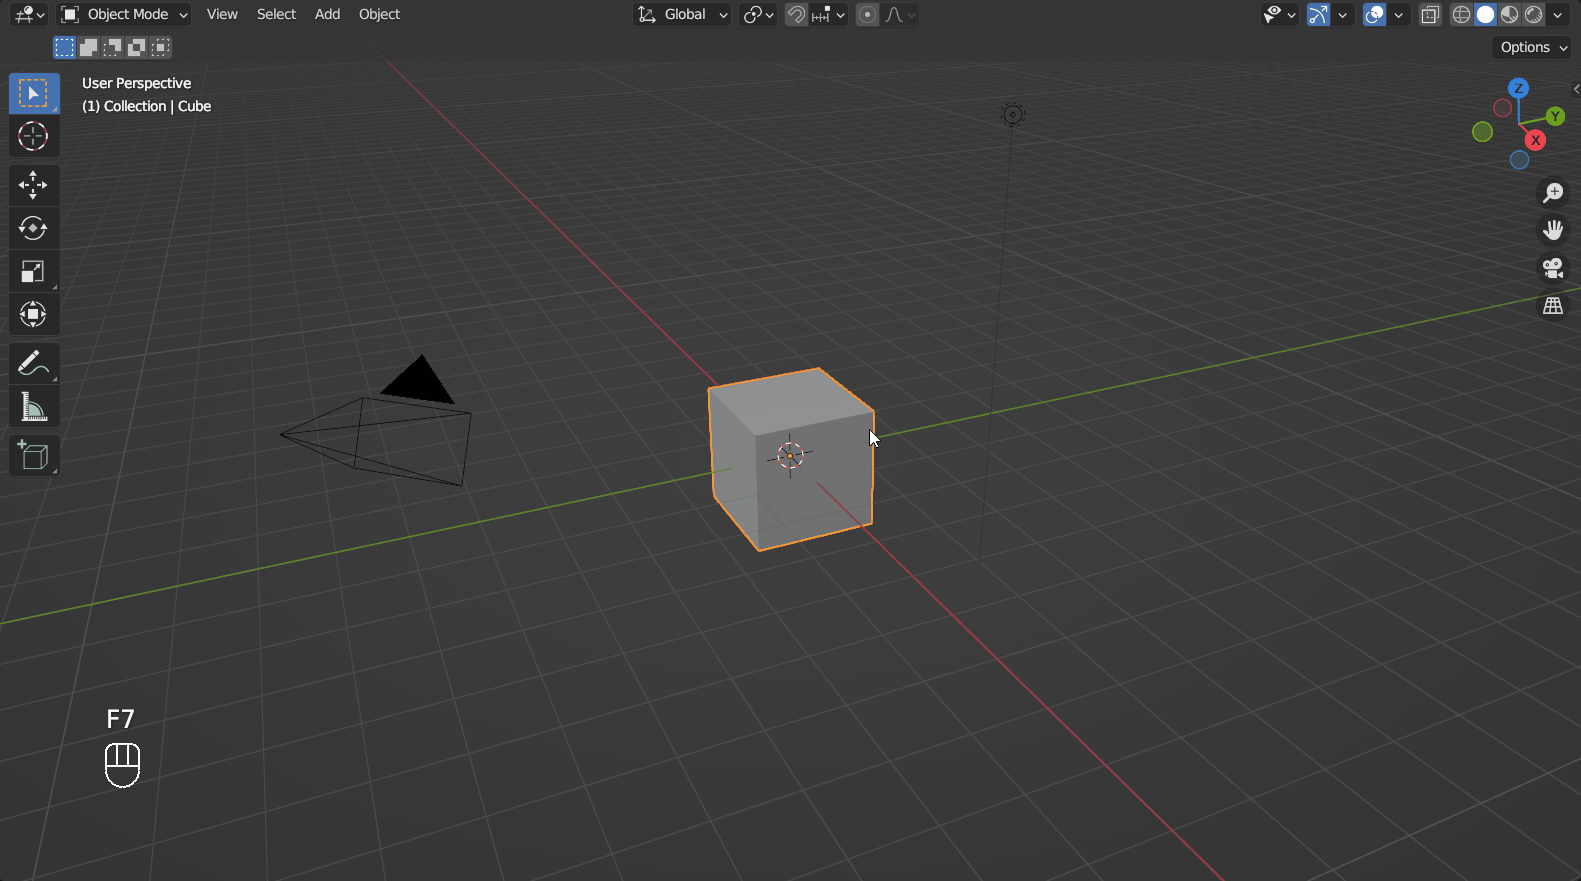 Object Mode View Select Add Object Global
Options
User Perspective
(1) Collection | Cube
Z
Y
X
F7